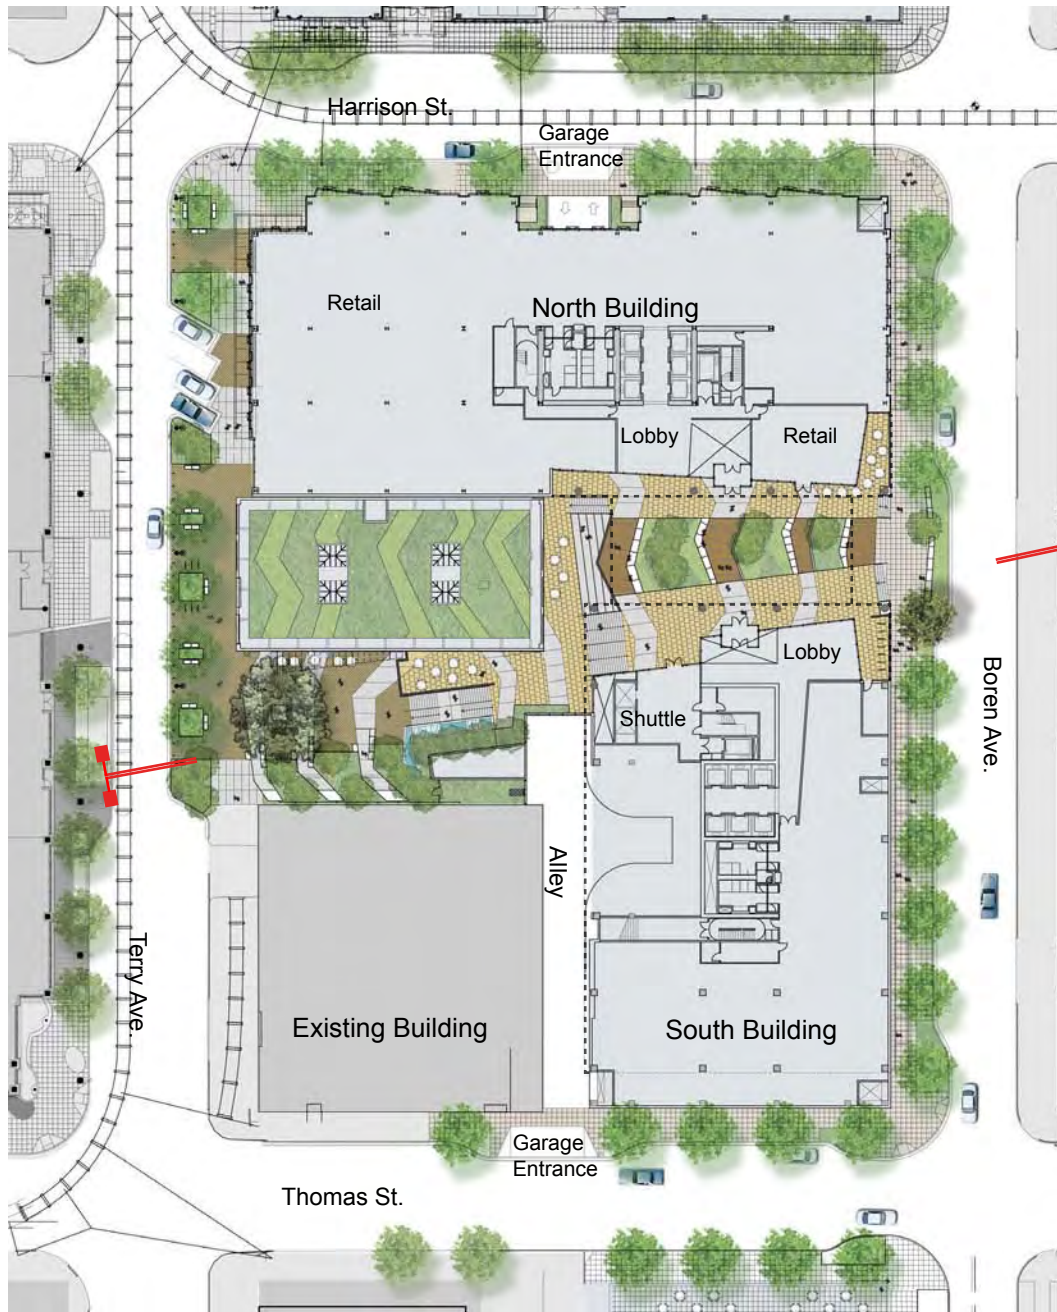 Harrison St.
Garage
Entrance
Retail
North Building
Lobby
Retail
Lobby
Shuttle
Boren Ave.
Alley
Terry Ave.
Existing Building
South Building
Garage
Entrance
Thomas St.